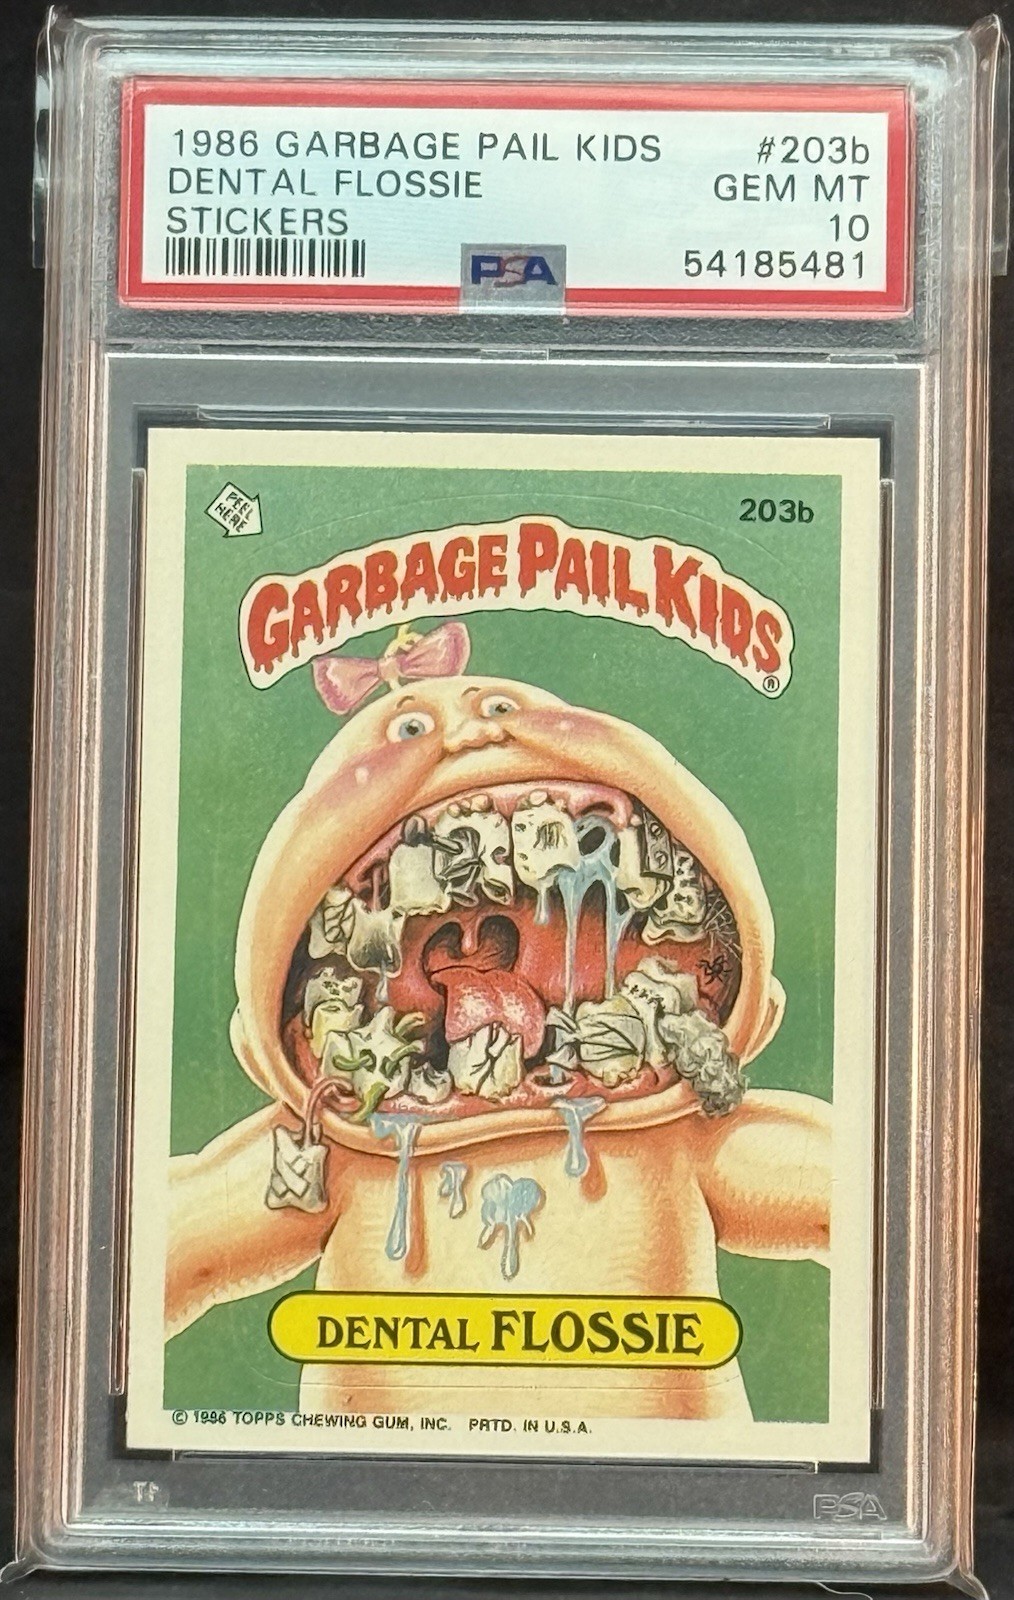 1986 GARBAGE PAIL KIDS #203b
DENTAL FLOSSIE GEM MT
STICKERS 10
PSA 54185481
PEEL
HERE
203b
GARBAGE PAIL KIDS
®
DENTAL FLOSSIE
© 1986 TOPPS CHEWING GUM, INC. PRTD. IN U.S.A.
PSA